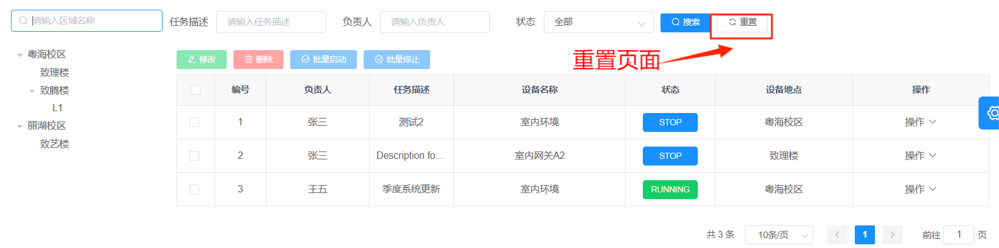 请输入区域名称 任务描述 请输入任务描述 负责人 请输入负责人 状态 全部 搜索 重置
重置页面
粤海校区
致理楼
致腾楼
L1
丽湖校区
致艺楼
修改 删除 批量启动 批量停止
编号 负责人 任务描述 设备名称 状态 设备地点 操作
1 张三 测试2 室内环境 STOP 粤海校区 操作
2 张三 Description fo... 室内网关A2 STOP 致理楼 操作
3 王五 季度系统更新 室内环境 RUNNING 粤海校区 操作
共 3 条 10条/页 1 前往 1 页